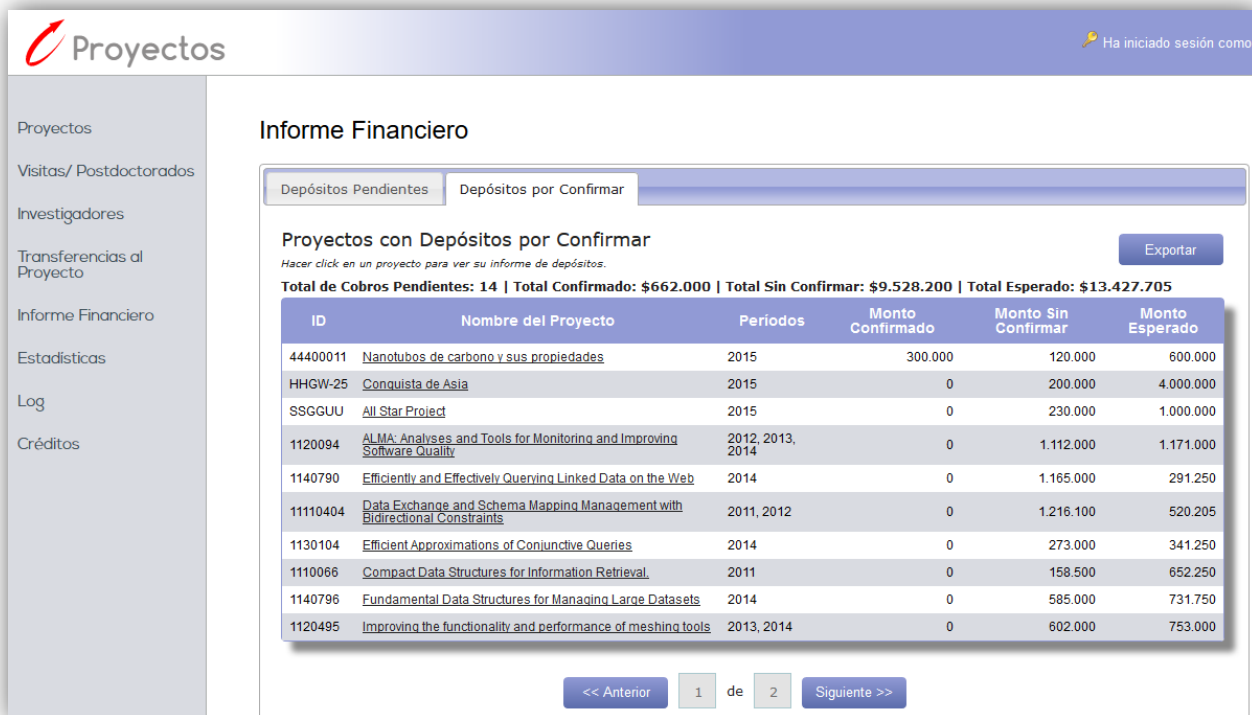 Proyectos
Ha iniciado sesión como
Proyectos
Visitas/ Postdoctorados
Investigadores
Transferencias al
Proyecto
Informe Financiero
Estadísticas
Log
Créditos
Informe Financiero
Depósitos Pendientes Depósitos por Confirmar
Proyectos con Depósitos por Confirmar
Exportar
Hacer click en un proyecto para ver su informe de depósitos.
Total de Cobros Pendientes: 14 | Total Confirmado: $662.000 | Total Sin Confirmar: $9.528.200 | Total Esperado: $13.427.705
ID Nombre del Proyecto Períodos Monto Confirmado Monto Sin Confirmar Monto Esperado
44400011 Nanotubos de carbono y sus propiedades 2015 300.000 120.000 600.000
HHGW-25 Conquista de Asia 2015 0 200.000 4.000.000
SSGGUU All Star Project 2015 0 230.000 1.000.000
1120094 ALMA: Analyses and Tools for Monitoring and Improving Software Quality 2012, 2013, 2014 0 1.112.000 1.171.000
1140790 Efficiently and Effectively Querying Linked Data on the Web 2014 0 1.165.000 291.250
11110404 Data Exchange and Schema Mapping Management with Bidirectional Constraints 2011, 2012 0 1.216.100 520.205
1130104 Efficient Approximations of Conjunctive Queries 2014 0 273.000 341.250
1110066 Compact Data Structures for Information Retrieval. 2011 0 158.500 652.250
1140796 Fundamental Data Structures for Managing Large Datasets 2014 0 585.000 731.750
1120495 Improving the functionality and performance of meshing tools 2013, 2014 0 602.000 753.000
<< Anterior 1 de 2 Siguiente >>